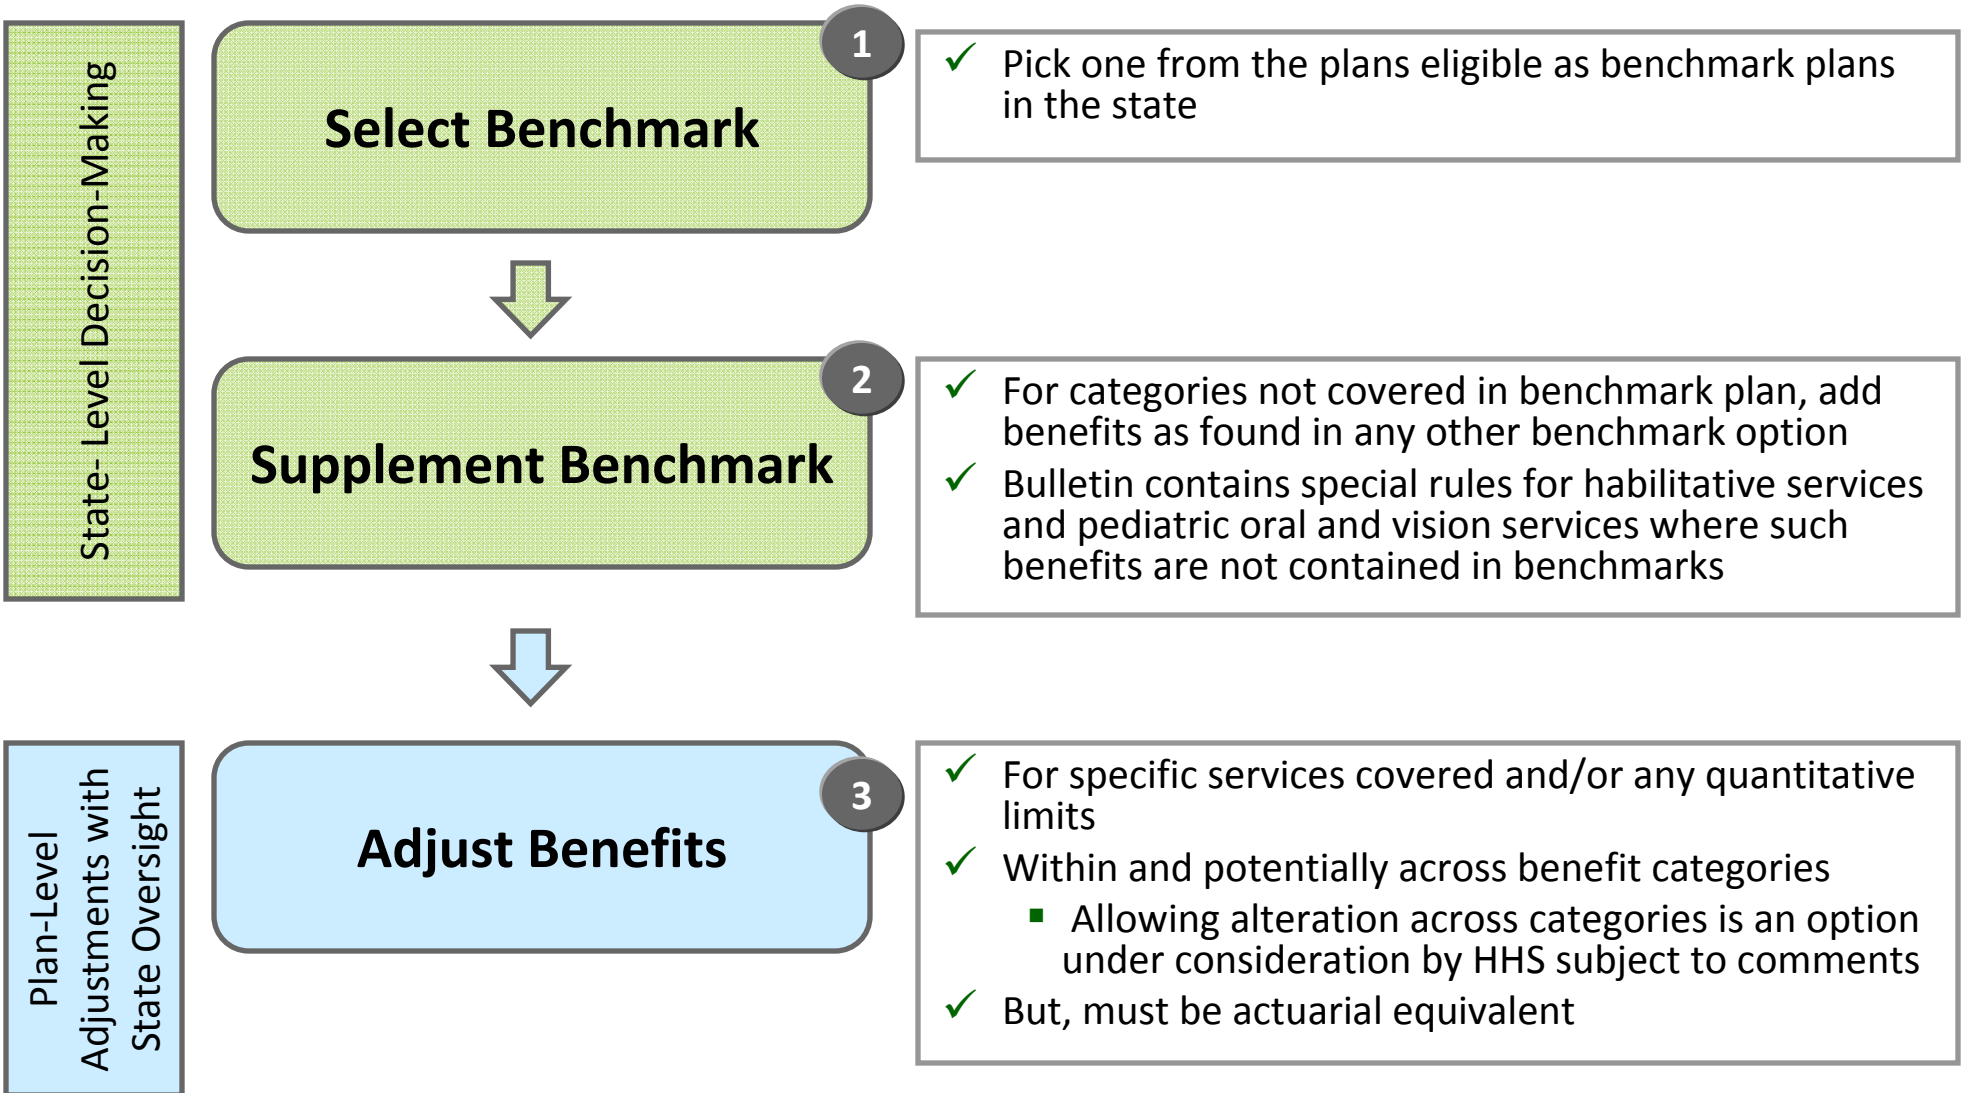 State- Level Decision-Making
Select Benchmark
1
✓ Pick one from the plans eligible as benchmark plans
in the state
Supplement Benchmark
2
✓ For categories not covered in benchmark plan, add
benefits as found in any other benchmark option
✓ Bulletin contains special rules for habilitative services
and pediatric oral and vision services where such
benefits are not contained in benchmarks
Plan-Level
Adjustments with
State Oversight
Adjust Benefits
3
✓ For specific services covered and/or any quantitative
limits
✓ Within and potentially across benefit categories
▪ Allowing alteration across categories is an option
under consideration by HHS subject to comments
✓ But, must be actuarial equivalent